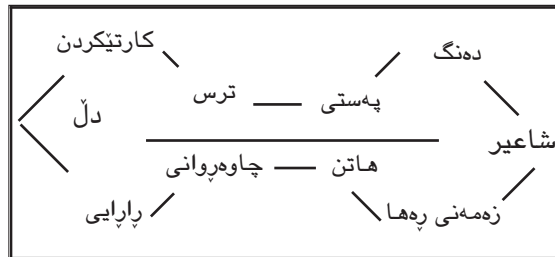 کارتێکردن
دەنگ
ترس
پەستی
دڵ
شاعیر
چاوەڕوانی
هاتن
ڕاڕایی
زەمەنی ڕەها